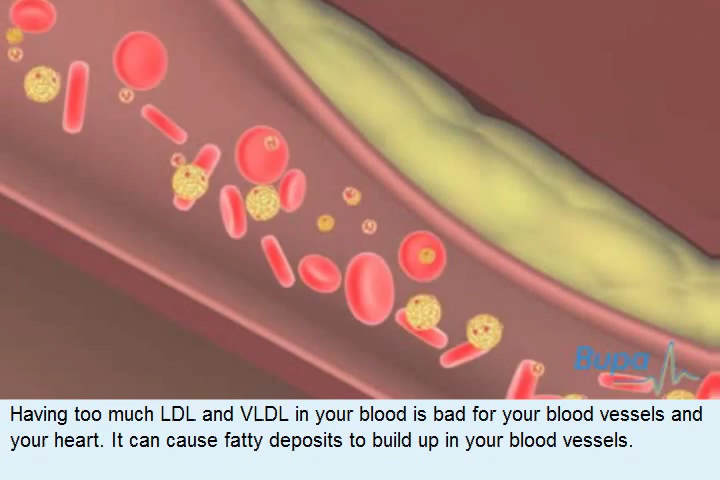 Bupa
Having too much LDL and VLDL in your blood is bad for your blood vessels and
your heart. It can cause fatty deposits to build up in your blood vessels.